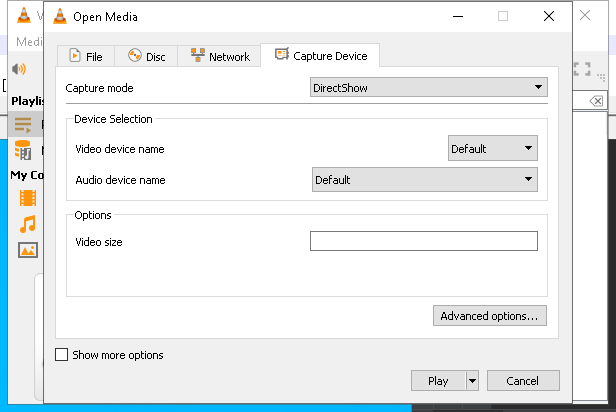 Open Media
Medi
File
Disc
Network
Capture Device
Capture mode
DirectShow
Playlis
Device Selection
Video device name
Default
My Co
Audio device name
Default
Options
Video size
Advanced options...
Show more options
Play
Cancel